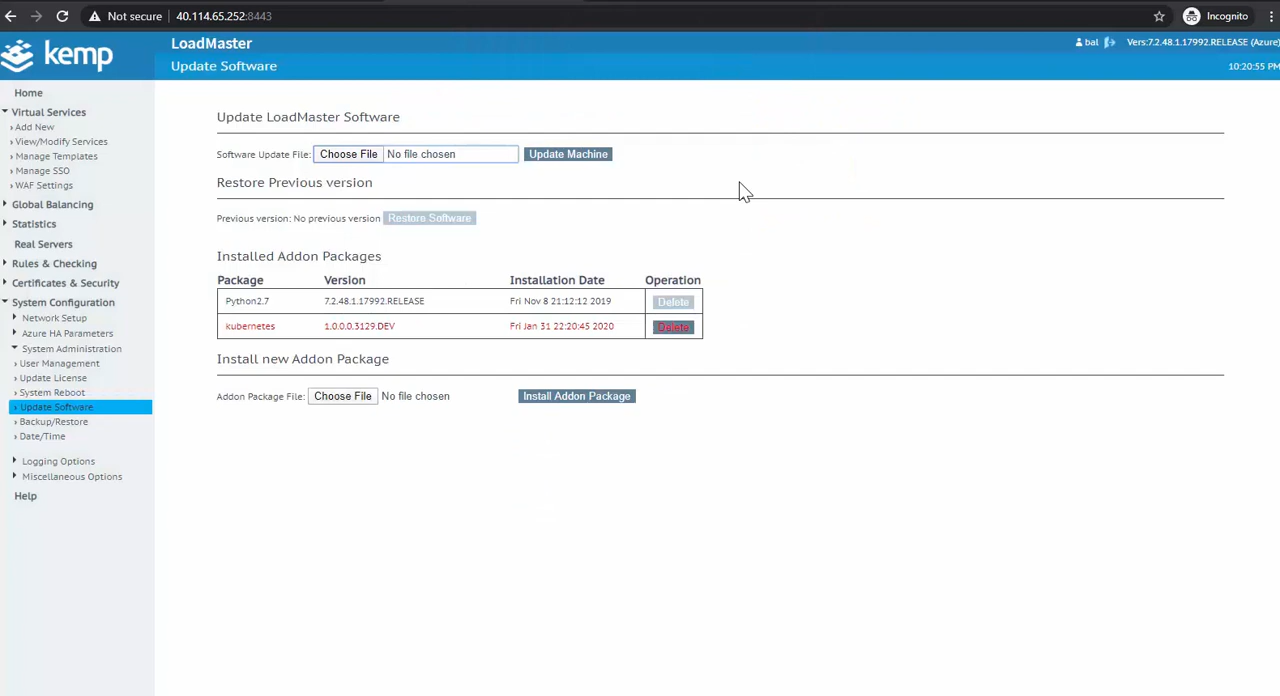 Not secure | 40.114.65.252:8443
Incognito
kemp
LoadMaster
bal
Vers:7.2.48.1.17992.RELEASE (Azure)
Update Software
10:20:55 PM
Home
Virtual Services
Add New
View/Modify Services
Manage Templates
Manage SSO
WAF Settings
Global Balancing
Statistics
Real Servers
Rules & Checking
Certificates & Security
System Configuration
Network Setup
Azure HA Parameters
System Administration
User Management
Update License
System Reboot
Update Software
Backup/Restore
Date/Time
Logging Options
Miscellaneous Options
Help
Update LoadMaster Software
Software Update File: Choose File No file chosen Update Machine
Restore Previous version
Previous version: No previous version Restore Software
Installed Addon Packages
Package Version Installation Date Operation
Python2.7 7.2.48.1.17992.RELEASE Fri Nov 8 21:12:12 2019 Delete
kubernetes 1.0.0.0.3129.DEV Fri Jan 31 22:20:45 2020 Delete
Install new Addon Package
Addon Package File: Choose File No file chosen Install Addon Package